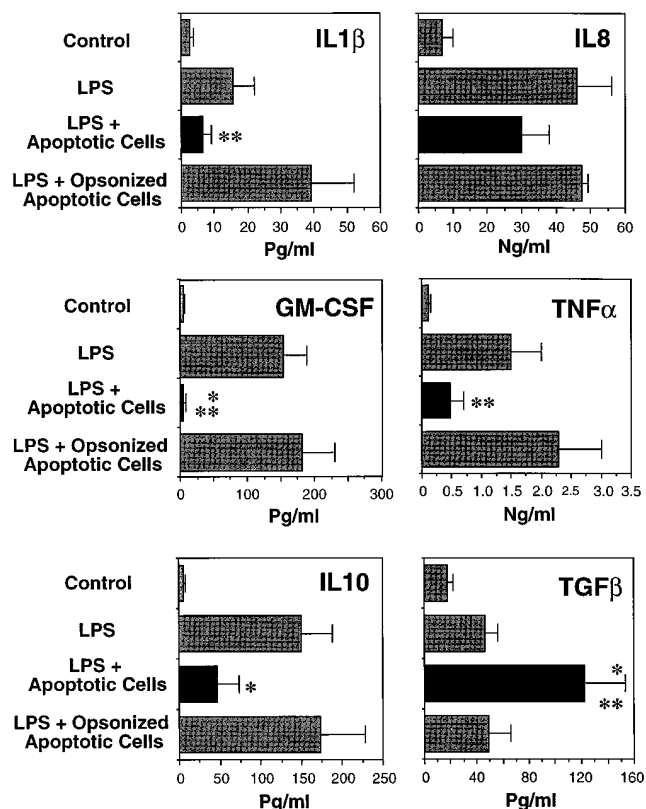 IL1β
IL8
Control
LPS
LPS +
Apoptotic Cells
**
LPS + Opsonized
Apoptotic Cells
0 10 20 30 40 50 60
0 10 20 30 40 50 60
Pg/ml
Ng/ml
GM-CSF
TNFα
Control
LPS
LPS +
Apoptotic Cells
*
**
**
LPS + Opsonized
Apoptotic Cells
0 100 200 300
0 0.5 1.0 1.5 2.0 2.5 3.0 3.5
Pg/ml
Ng/ml
IL10
TGFβ
Control
LPS
LPS +
Apoptotic Cells
*
*
**
LPS + Opsonized
Apoptotic Cells
0 50 100 150 200 250
0 40 80 120 160
Pg/ml
Pg/ml